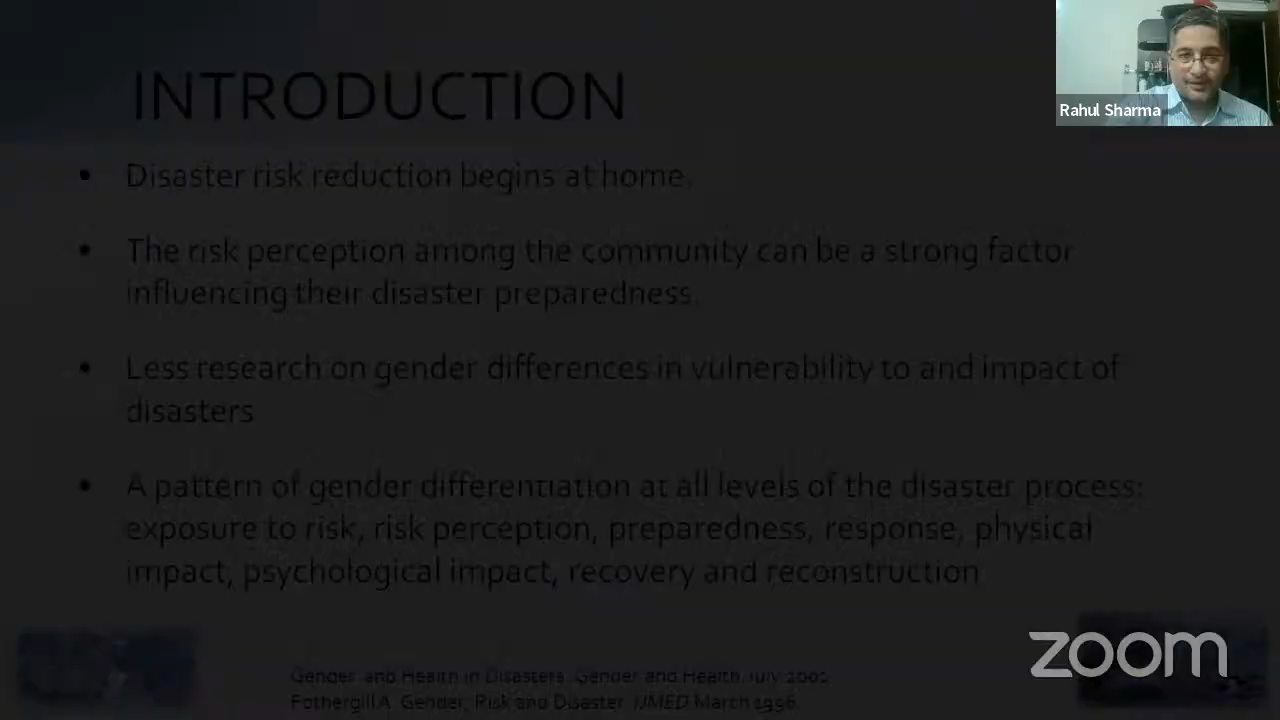 INTRODUCTION
Rahul Sharma
• Disaster risk reduction begins at home.
• The risk perception among the community can be a strong factor
influencing their disaster preparedness.
• Less research on gender differences in vulnerability to and impact of
disasters
• A pattern of gender differentiation at all levels of the disaster process:
exposure to risk, risk perception, preparedness, response, physical
impact, psychological impact, recovery and reconstruction
zoom
Gender and Health in Disasters. Gender and Health. July 2002
Fothergill A. Gender, Risk and Disaster. IJMED March 1996.